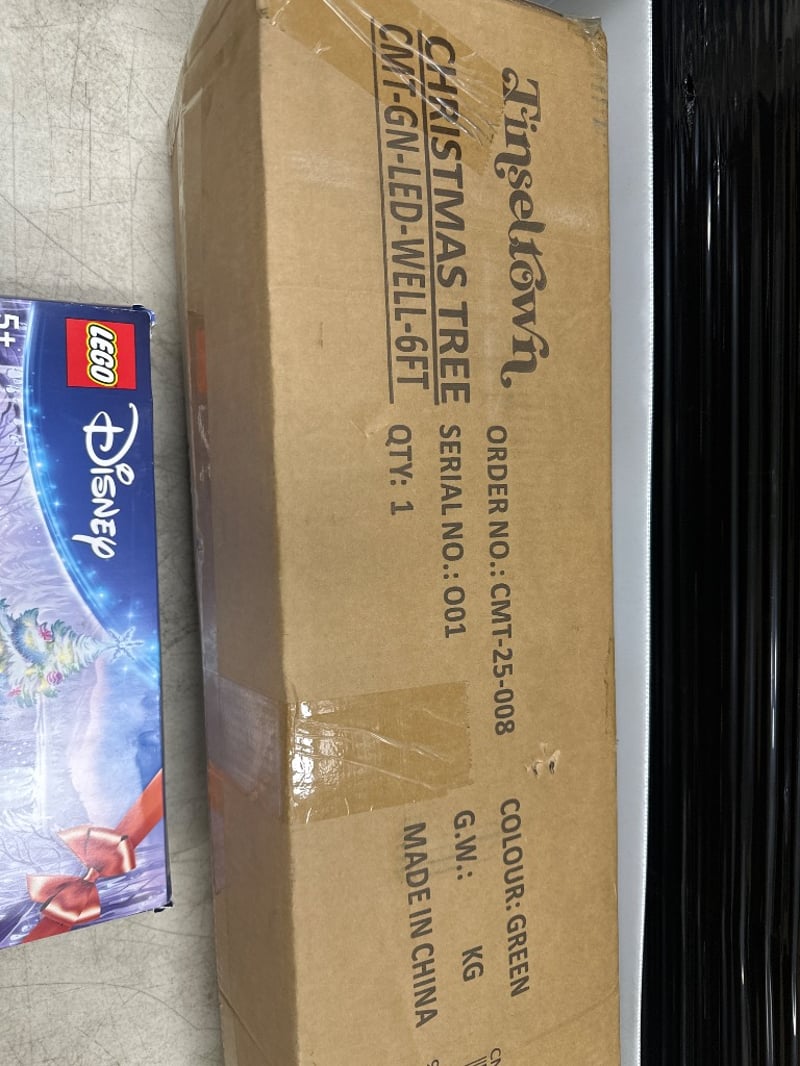 Tinseltown
CHRISTMAS TREE
CMT-GN-LED-WELL-6FT
ORDER NO.: CMT-25-008
SERIAL NO.: 001
QTY: 1
COLOUR: GREEN
G.W.: KG
MADE IN CHINA
LEGO
DISNEY
5+